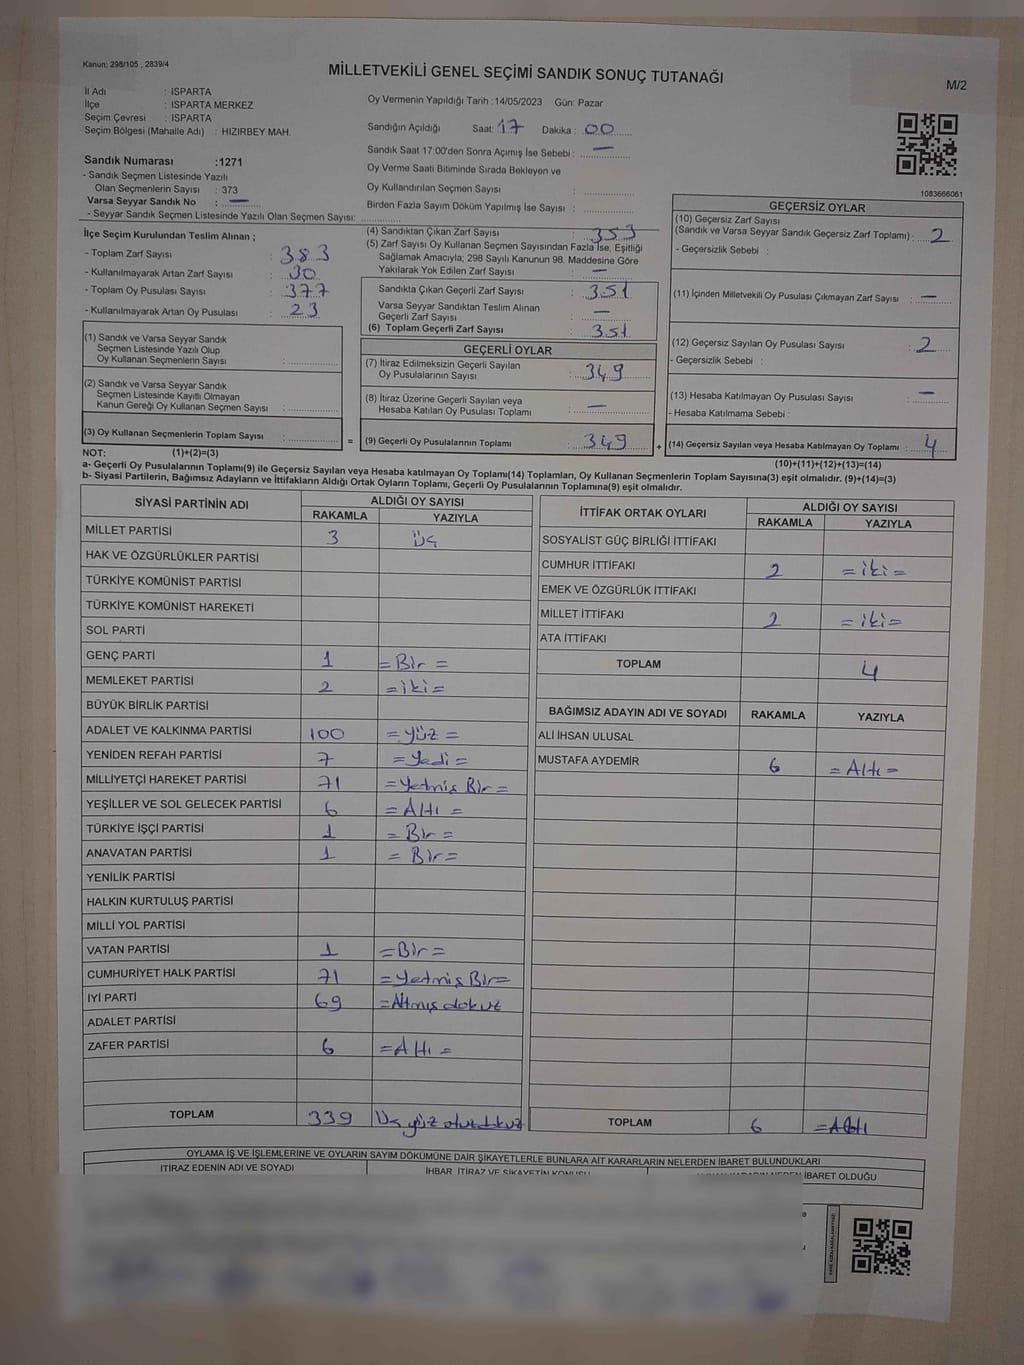 Kanun; 298/105 , 2839/4
MİLLETVEKİLİ GENEL SEÇİMİ SANDIK SONUÇ TUTANAĞI
M/2
İl Adı : ISPARTA
İlçe : ISPARTA MERKEZ
Seçim Çevresi : ISPARTA
Seçim Bölgesi (Mahalle Adı) : HIZIRBEY MAH.
Oy Vermenin Yapıldığı Tarih :14/05/2023 Gün: Pazar
Sandığın Açıldığı Saat: 17 Dakika : 00
Sandık Saat 17:00'den Sonra Açımış İse Sebebi : —
Oy Verme Saati Bitiminde Sırada Bekleyen ve
Oy Kullandırılan Seçmen Sayısı :
Birden Fazla Sayım Döküm Yapılmış İse Sayısı :
1083666061
Sandık Numarası :1271
- Sandık Seçmen Listesinde Yazılı
Olan Seçmenlerin Sayısı : 373
Varsa Seyyar Sandık No : —
- Seyyar Sandık Seçmen Listesinde Yazılı Olan Seçmen Sayısı:
İlçe Seçim Kurulundan Teslim Alınan ;
- Toplam Zarf Sayısı : 383
- Kullanılmayarak Artan Zarf Sayısı : 30
- Toplam Oy Pusulası Sayısı : 377
- Kullanılmayarak Artan Oy Pusulası : 23
(1) Sandık ve Varsa Seyyar Sandık
Seçmen Listesinde Yazılı Olup
Oy Kullanan Seçmenlerin Sayısı :
(2) Sandık ve Varsa Seyyar Sandık
Seçmen Listesinde Kayıtlı Olmayan
Kanun Gereği Oy Kullanan Seçmen Sayısı :
(3) Oy Kullanan Seçmenlerin Toplam Sayısı :
(4) Sandıktan Çıkan Zarf Sayısı : 353
(5) Zarf Sayısı Oy Kullanan Seçmen Sayısından Fazla İse, Eşitliği
Sağlamak Amacıyla; 298 Sayılı Kanunun 98. Maddesine Göre
Yakılarak Yok Edilen Zarf Sayısı : —
Sandıkta Çıkan Geçerli Zarf Sayısı : 351
Varsa Seyyar Sandıktan Teslim Alınan
Geçerli Zarf Sayısı : —
(6) Toplam Geçerli Zarf Sayısı : 351
GEÇERLİ OYLAR
(7) İtiraz Edilmeksizin Geçerli Sayılan
Oy Pusulalarının Sayısı : 349
(8) İtiraz Üzerine Geçerli Sayılan veya
Hesaba Katılan Oy Pusulası Toplamı : —
= (9) Geçerli Oy Pusulalarının Toplamı : 349 +
GEÇERSİZ OYLAR
(10) Geçersiz Zarf Sayısı
(Sandık ve Varsa Seyyar Sandık Geçersiz Zarf Toplamı) : 2
- Geçersizlik Sebebi :
(11) İçinden Milletvekili Oy Pusulası Çıkmayan Zarf Sayısı : —
(12) Geçersiz Sayılan Oy Pusulası Sayısı : 2
- Geçersizlik Sebebi :
(13) Hesaba Katılmayan Oy Pusulası Sayısı : —
- Hesaba Katılmama Sebebi :
(14) Geçersiz Sayılan veya Hesaba Katılmayan Oy Toplamı : 4
NOT: (1)+(2)=(3)
(10)+(11)+(12)+(13)=(14)
a- Geçerli Oy Pusulalarının Toplamı(9) ile Geçersiz Sayılan veya Hesaba katılmayan Oy Toplamı(14) Toplamları, Oy Kullanan Seçmenlerin Toplam Sayısına(3) eşit olmalıdır. (9)+(14)=(3)
b- Siyasi Partilerin, Bağımsız Adayların ve İttifakların Aldığı Ortak Oyların Toplamı, Geçerli Oy Pusulalarının Toplamına(9) eşit olmalıdır.
SİYASİ PARTİNİN ADI ALDIĞI OY SAYISI
RAKAMLA YAZIYLA
MİLLET PARTİSİ 3 üç
HAK VE ÖZGÜRLÜKLER PARTİSİ
TÜRKİYE KOMÜNİST PARTİSİ
TÜRKİYE KOMÜNİST HAREKETİ
SOL PARTİ
GENÇ PARTİ 1 =Bir=
MEMLEKET PARTİSİ 2 =iki=
BÜYÜK BİRLİK PARTİSİ
ADALET VE KALKINMA PARTİSİ 100 =yüz=
YENİDEN REFAH PARTİSİ 7 =Yedi=
MİLLİYETÇİ HAREKET PARTİSİ 71 =Yetmiş Bir=
YEŞİLLER VE SOL GELECEK PARTİSİ 6 =Altı=
TÜRKİYE İŞÇİ PARTİSİ 1 =Bir=
ANAVATAN PARTİSİ 1 =Bir=
YENİLİK PARTİSİ
HALKIN KURTULUŞ PARTİSİ
MİLLİ YOL PARTİSİ
VATAN PARTİSİ 1 =Bir=
CUMHURİYET HALK PARTİSİ 71 =Yetmiş Bir=
İYİ PARTİ 69 =Altmış dokuz
ADALET PARTİSİ
ZAFER PARTİSİ 6 =Altı=
TOPLAM 339 Üç yüz otuzdokuz
İTTİFAK ORTAK OYLARI ALDIĞI OY SAYISI
RAKAMLA YAZIYLA
SOSYALİST GÜÇ BİRLİĞİ İTTİFAKI
CUMHUR İTTİFAKI 2 =iki=
EMEK VE ÖZGÜRLÜK İTTİFAKI
MİLLET İTTİFAKI 2 =iki=
ATA İTTİFAKI
TOPLAM 4
BAĞIMSIZ ADAYIN ADI VE SOYADI RAKAMLA YAZIYLA
ALİ İHSAN ULUSAL
MUSTAFA AYDEMİR 6 =Altı=
TOPLAM 6 =Altı
OYLAMA İŞ VE İŞLEMLERİNE VE OYLARIN SAYIM DÖKÜMÜNE DAİR ŞİKAYETLERLE BUNLARA AİT KARARLARIN NELERDEN İBARET BULUNDUKLARI
İTİRAZ EDENİN ADI VE SOYADI İHBAR, İTİRAZ VE ŞİKAYETİN KONUSU İBARET OLDUĞU